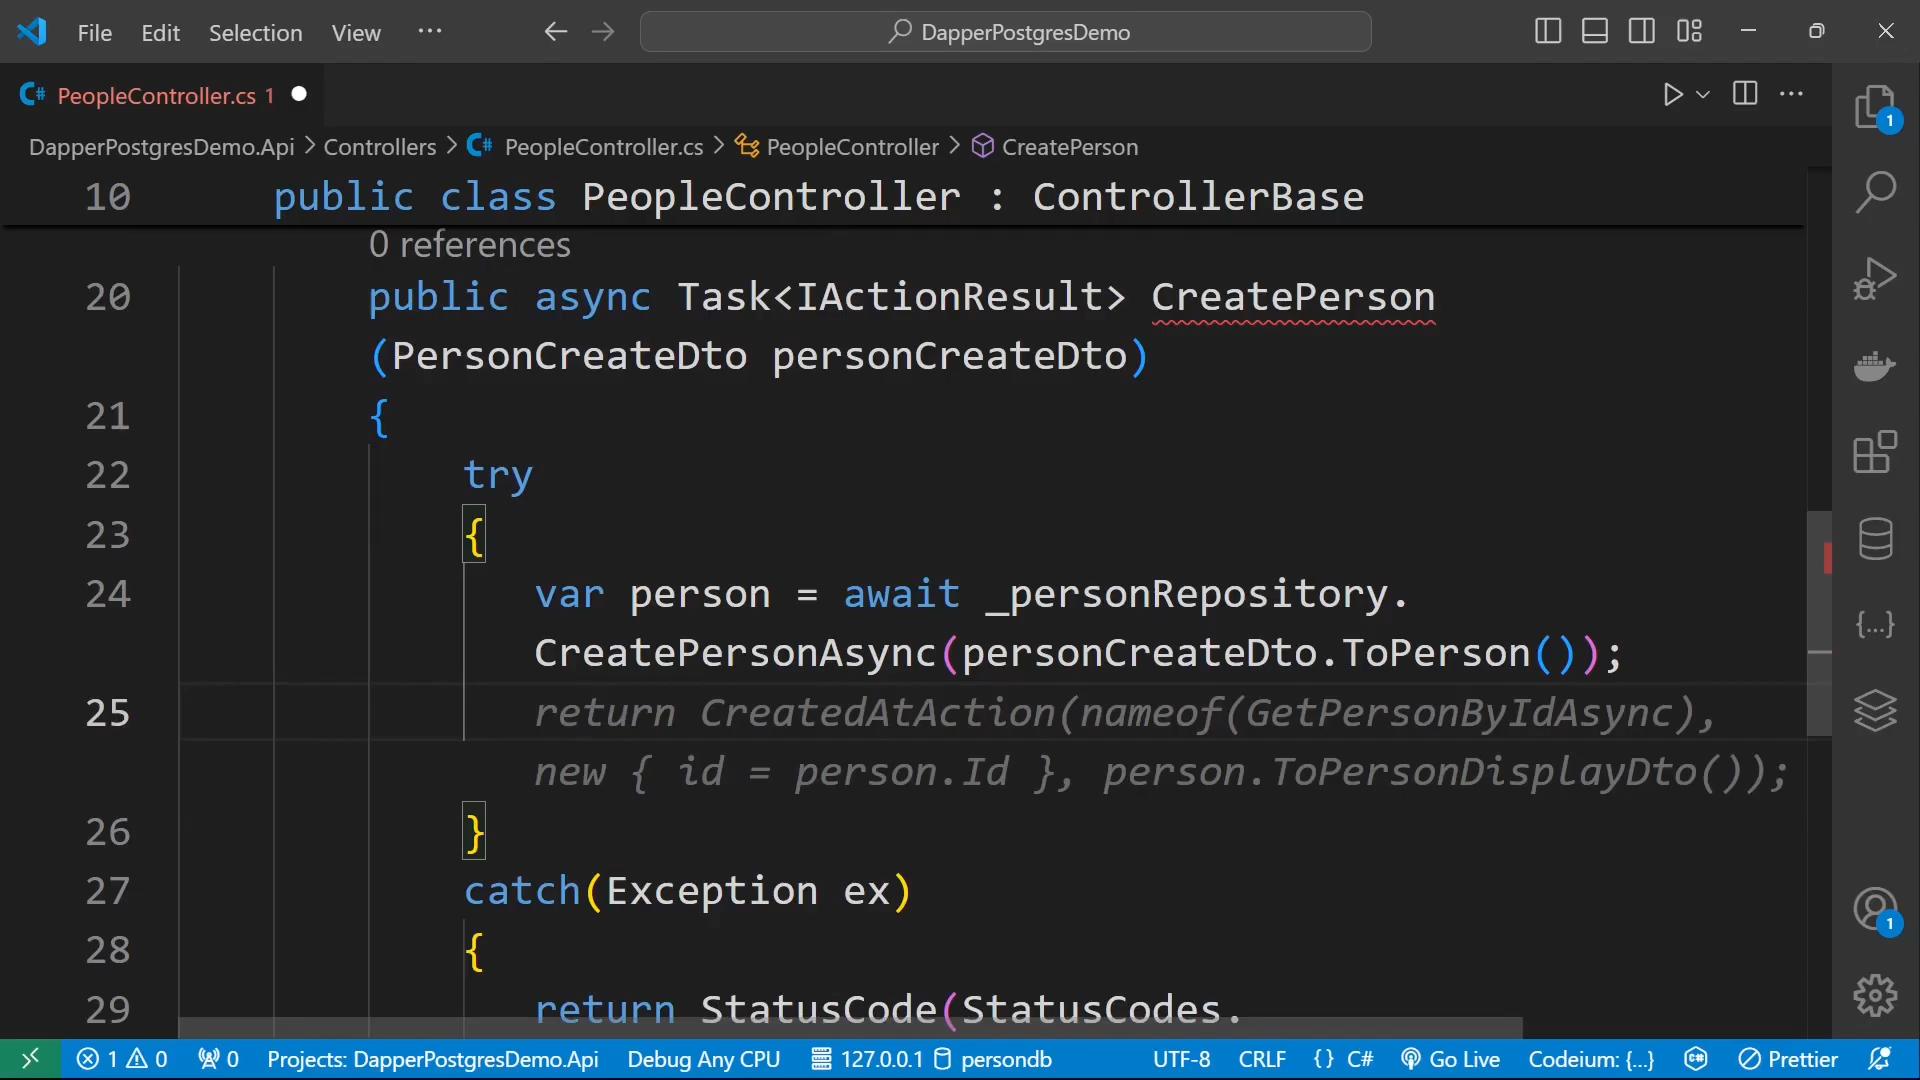 File Edit Selection View ···
DapperPostgresDemo
C# PeopleController.cs 1
DapperPostgresDemo.Api > Controllers > C# PeopleController.cs > PeopleController > CreatePerson
10 public class PeopleController : ControllerBase
0 references
20 public async Task<IActionResult> CreatePerson
(PersonCreateDto personCreateDto)
21 {
22 try
23 {
24 var person = await _personRepository.
CreatePersonAsync(personCreateDto.ToPerson());
25 return CreatedAtAction(nameof(GetPersonByIdAsync),
new { id = person.Id }, person.ToPersonDisplayDto());
26 }
27 catch(Exception ex)
28 {
29 return StatusCode(StatusCodes.
1
{...}
1
1 0 0 Projects: DapperPostgresDemo.Api Debug Any CPU 127.0.0.1 persondb UTF-8 CRLF { } C# Go Live Codeium: {...} Prettier